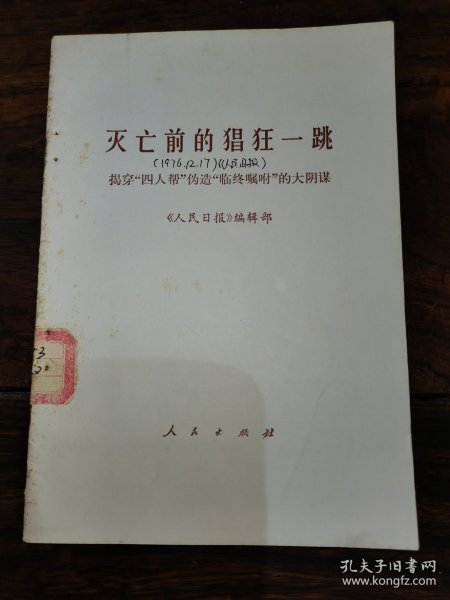 灭亡前的猖狂一跳
(1976.12.17)《人民日报》
揭穿“四人帮”伪造“临终嘱咐”的大阴谋
《人民日报》编辑部
人民出版社
孔夫子旧书网
www.kongfz.com